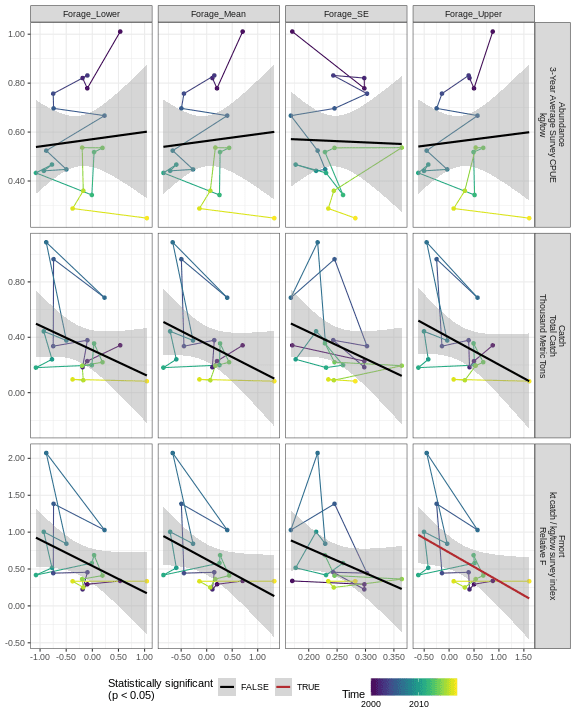 Forage_Lower Forage_Mean Forage_SE Forage_Upper
1.00
0.80
0.60
0.40
Abundance
3-Year Average Survey CPUE
kg/tow
0.80
0.40
0.00
Catch
Total Catch
Thousand Metric Tons
2.00
1.50
1.00
0.50
0.00
-0.50
Fmort
kt catch / kg/tow survey index
Relative F
-1.00 -0.50 0.00 0.50 1.00 -0.50 0.00 0.50 1.00 0.200 0.250 0.300 0.350 -0.50 0.00 0.50 1.00 1.50
Statistically significant
(p < 0.05)
FALSE TRUE
Time
2000 2010